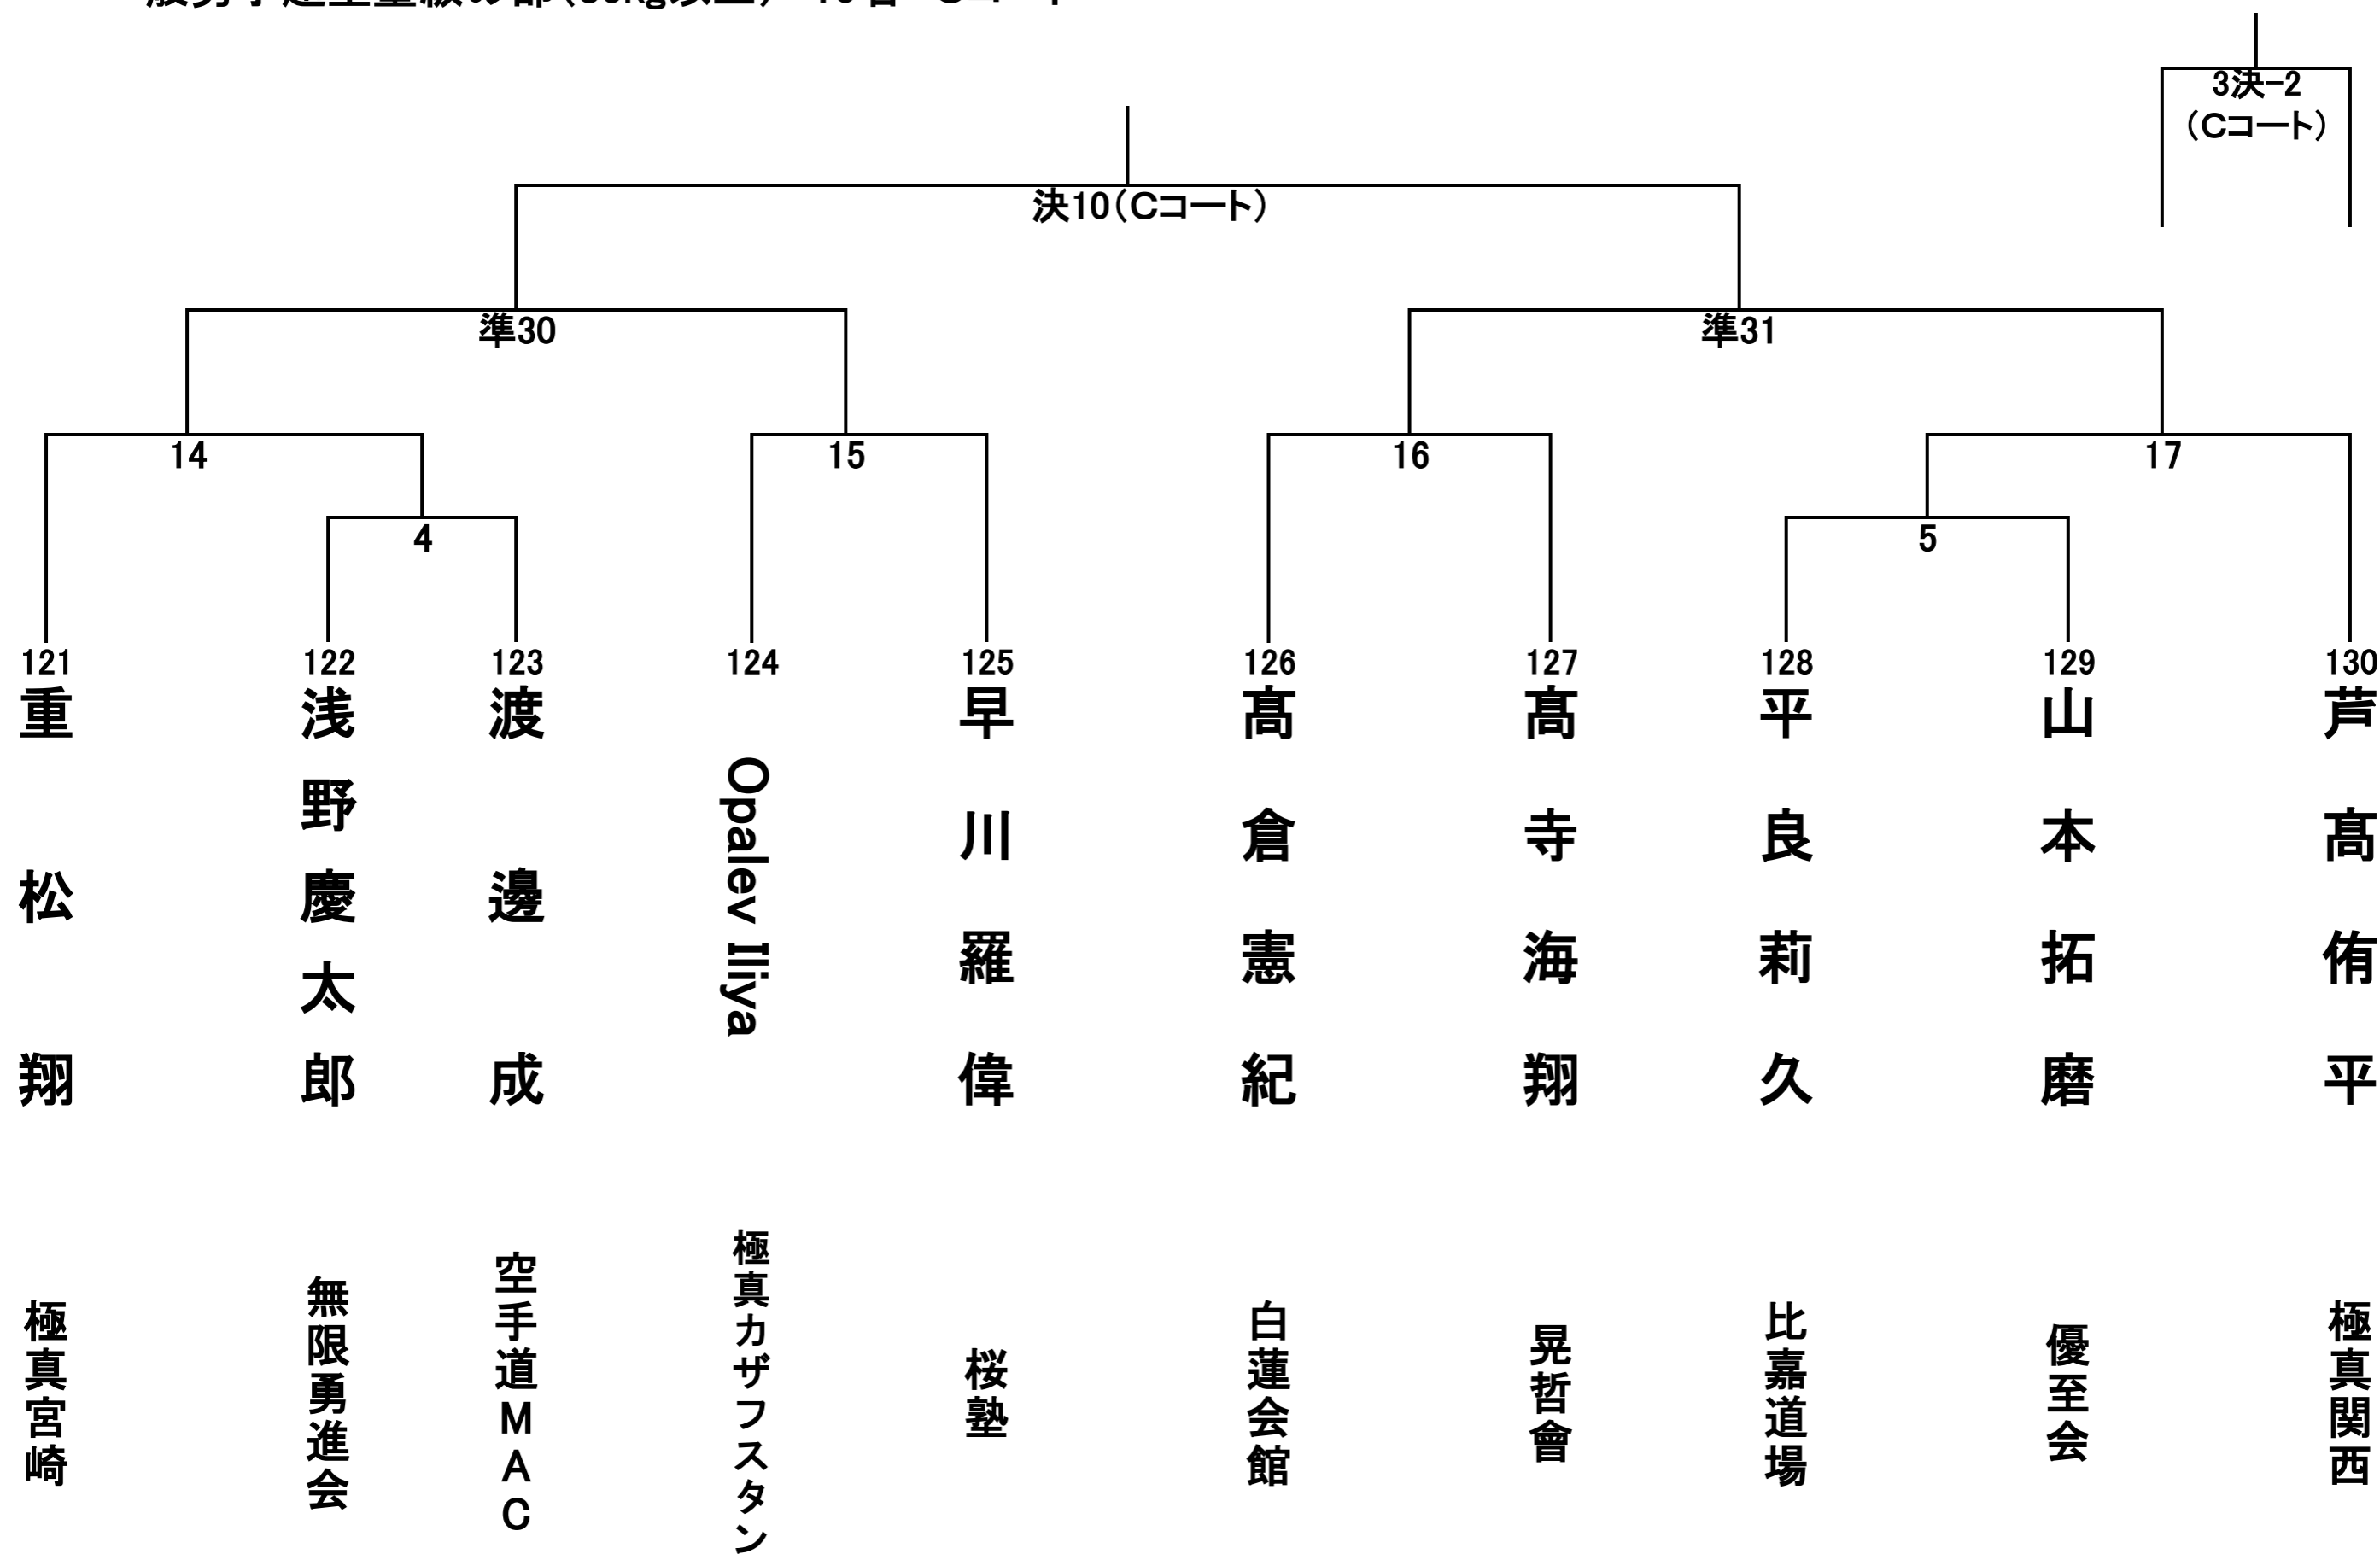 3決-2
（Cコート）
決10（Cコート）
準30
準31
14
15
16
17
4
5
121
122
123
124
125
126
127
128
129
130
重松翔
浅野慶太郎
渡邊成
Opalev Iliya
早川羅偉
髙倉憲紀
髙寺海翔
平良莉久
山本拓磨
芦髙侑平
極真宮崎
無限勇進会
空手道MAC
極真カザフスタン
桜塾
白蓮会館
晃哲會
比嘉道場
優至会
極真関西